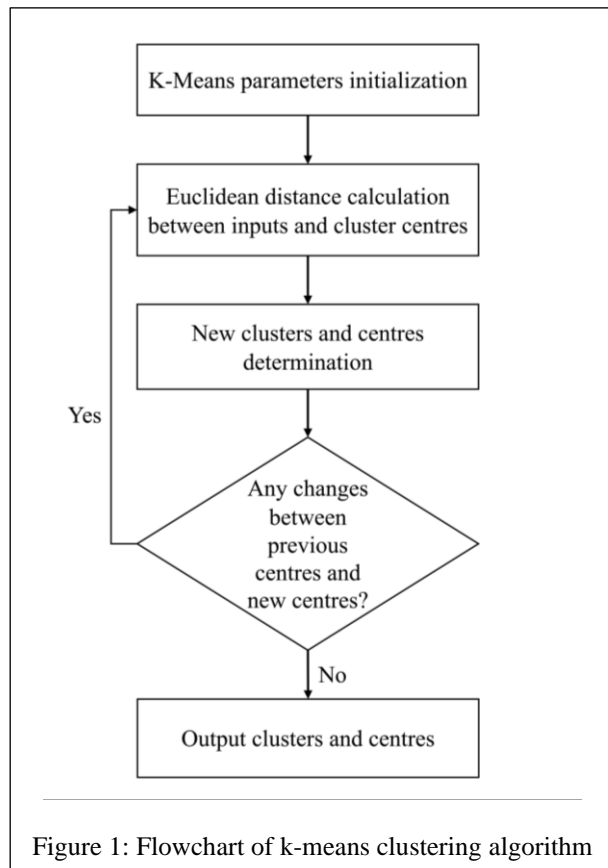 K-Means parameters initialization
Euclidean distance calculation
between inputs and cluster centres
New clusters and centres
determination
Yes
Any changes
between
previous
centres and
new centres?
No
Output clusters and centres
Figure 1: Flowchart of k-means clustering algorithm